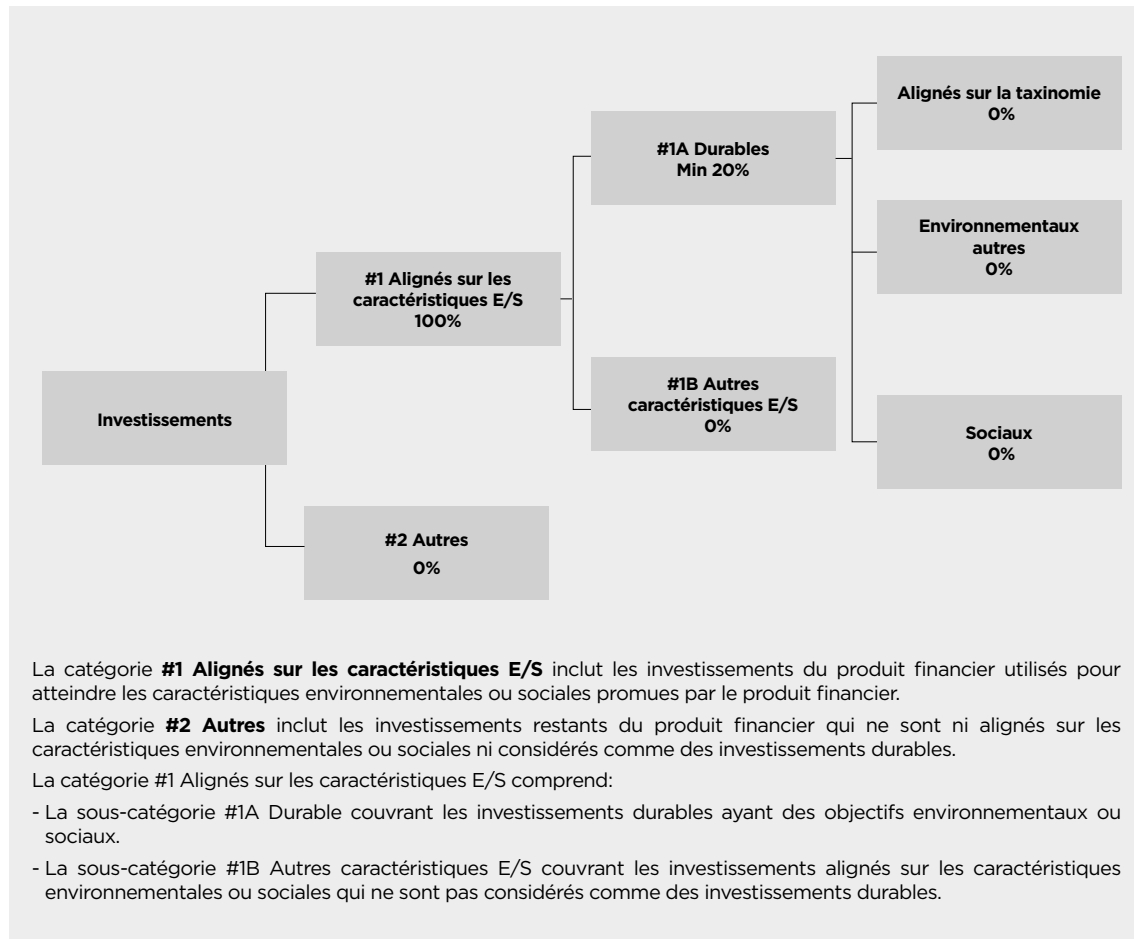 Alignés sur la taxinomie
0%
#1A Durables
Min 20%
Environnementaux
autres
0%
#1 Alignés sur les
caractéristiques E/S
100%
#1B Autres
caractéristiques E/S
0%
Investissements
Sociaux
0%
#2 Autres
0%
La catégorie #1 Alignés sur les caractéristiques E/S inclut les investissements du produit financier utilisés pour
atteindre les caractéristiques environnementales ou sociales promues par le produit financier.
La catégorie #2 Autres inclut les investissements restants du produit financier qui ne sont ni alignés sur les
caractéristiques environnementales ou sociales ni considérés comme des investissements durables.
La catégorie #1 Alignés sur les caractéristiques E/S comprend:
- La sous-catégorie #1A Durable couvrant les investissements durables ayant des objectifs environnementaux ou
sociaux.
- La sous-catégorie #1B Autres caractéristiques E/S couvrant les investissements alignés sur les caractéristiques
environnementales ou sociales qui ne sont pas considérés comme des investissements durables.